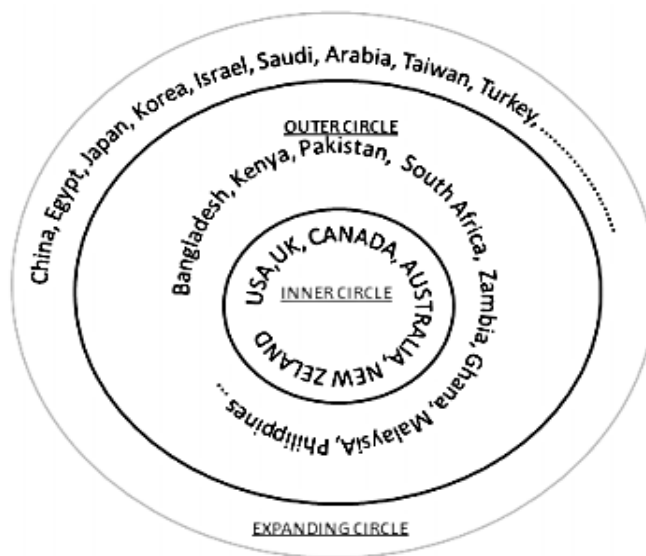 China, Egypt, Japan, Korea, Israel, Saudi, Arabia, Taiwan, Turkey, ......................
OUTER CIRCLE
Bangladesh, Kenya, Pakistan, South Africa, Zambia, Ghana, MalaysiA, Philippines ...
USA, UK, CANADA, AUSTRALIA, NEW ZELAND
INNER CIRCLE
EXPANDING CIRCLE